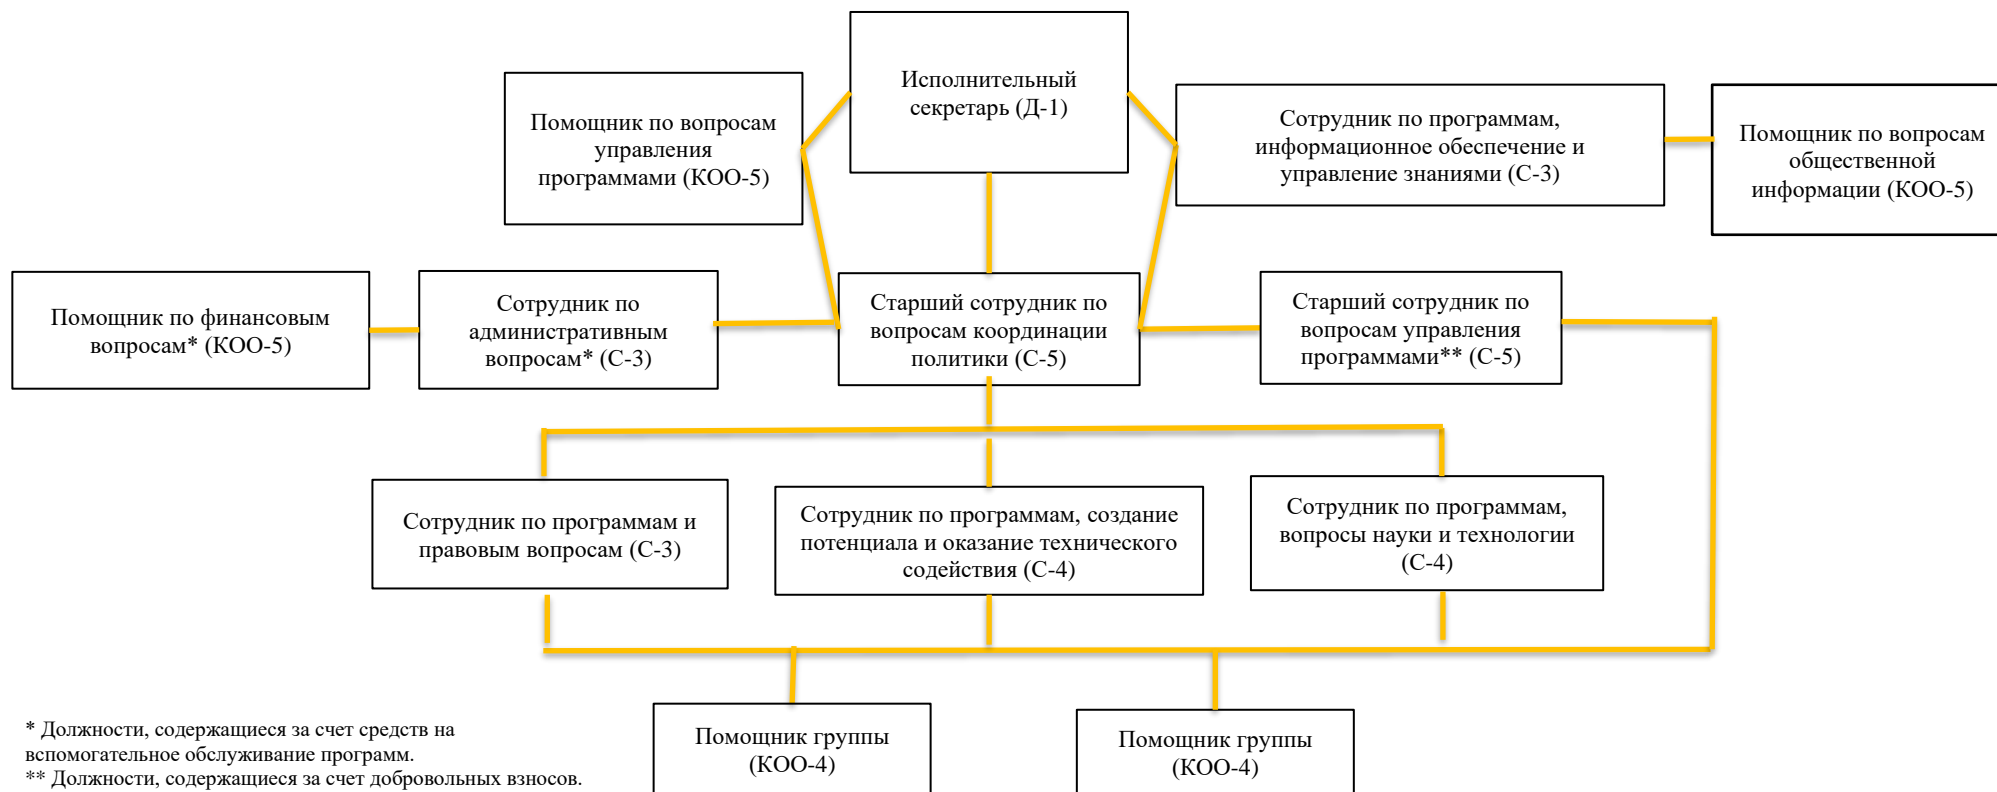 Исполнительный
секретарь (Д-1)
Помощник по вопросам
управления
программами (КОО-5)
Сотрудник по программам,
информационное обеспечение и
управление знаниями (С-3)
Помощник по вопросам
общественной
информации (КОО-5)
Помощник по финансовым
вопросам* (КОО-5)
Сотрудник по
административным
вопросам* (С-3)
Старший сотрудник по
вопросам координации
политики (С-5)
Старший сотрудник по
вопросам управления
программами** (С-5)
Сотрудник по программам и
правовым вопросам (С-3)
Сотрудник по программам, создание
потенциала и оказание технического
содействия (С-4)
Сотрудник по программам,
вопросы науки и технологии
(С-4)
Помощник группы
(КОО-4)
Помощник группы
(КОО-4)
* Должности, содержащиеся за счет средств на
вспомогательное обслуживание программ.
** Должности, содержащиеся за счет добровольных взносов.